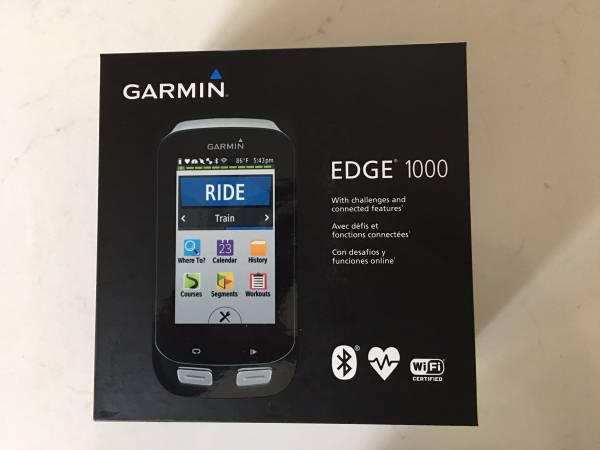 GARMIN
EDGE® 1000
With challenges and
connected features¹
Avec défis et
fonctions connectées¹
Con desafíos y
funciones online¹
GARMIN
86°F 5:43pm
RIDE
< Train >
Where To? Calendar History
23
Courses Segments Workouts
WiFi
CERTIFIED